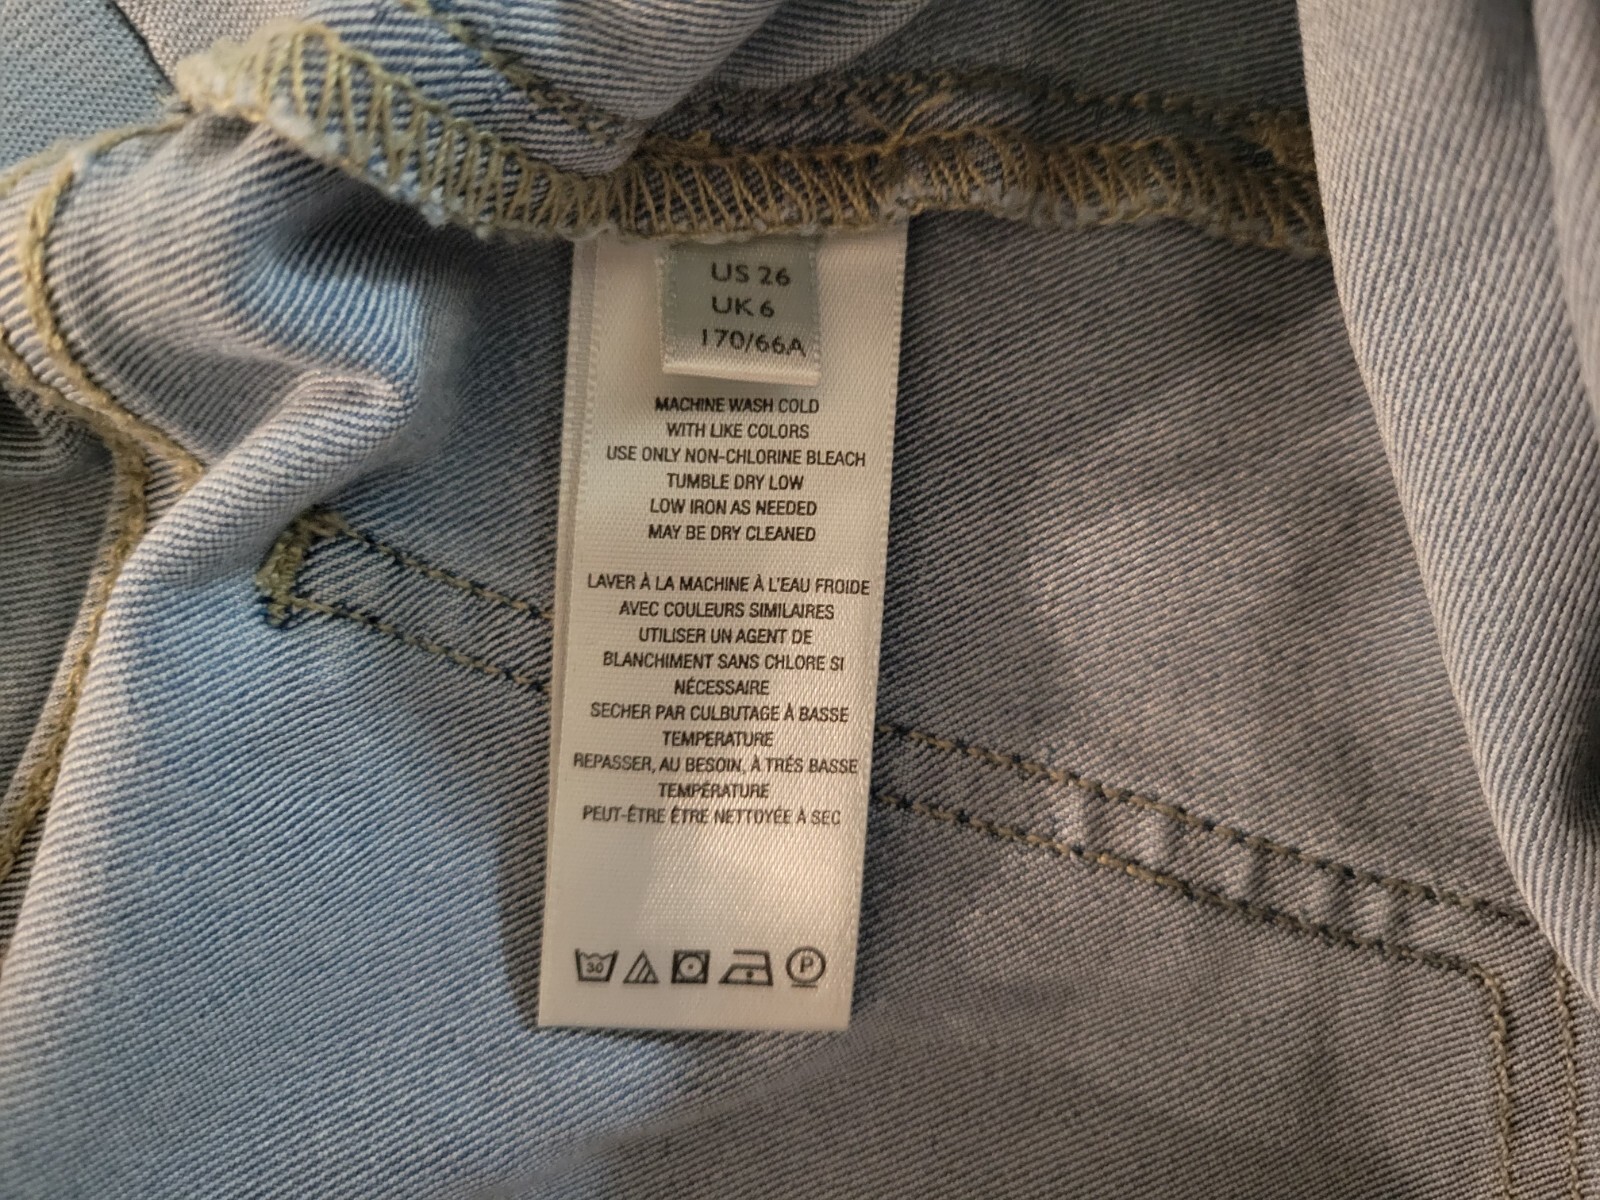 US 26
UK 6
170/66A
MACHINE WASH COLD
WITH LIKE COLORS
USE ONLY NON-CHLORINE BLEACH
TUMBLE DRY LOW
LOW IRON AS NEEDED
MAY BE DRY CLEANED
LAVER À LA MACHINE À L'EAU FROIDE
AVEC COULEURS SIMILAIRES
UTILISER UN AGENT DE
BLANCHIMENT SANS CHLORE SI
NÉCESSAIRE
SECHER PAR CULBUTAGE À BASSE
TEMPERATURE
REPASSER, AU BESOIN, À TRÉS BASSE
TEMPÉRATURE
PEUT-ÊTRE ÊTRE NETTOYÉE À SEC
30 P